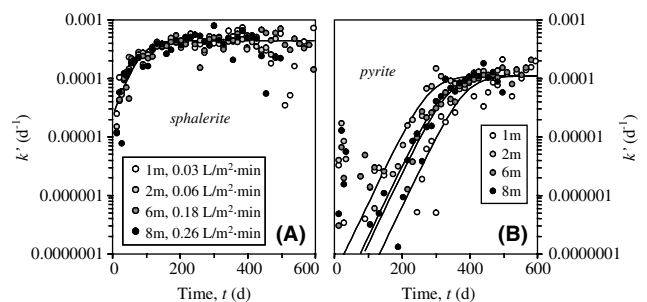 0.001
0.0001
0.00001
0.000001
0.0000001
k' (d⁻¹)
sphalerite
1m, 0.03 L/m²·min
2m, 0.06 L/m²·min
6m, 0.18 L/m²·min
8m, 0.26 L/m²·min
(A)
0 200 400 600
Time, t (d)
pyrite
1m
2m
6m
8m
(B)
0 200 400 600
Time, t (d)
0.001
0.0001
0.00001
0.000001
0.0000001
k' (d⁻¹)